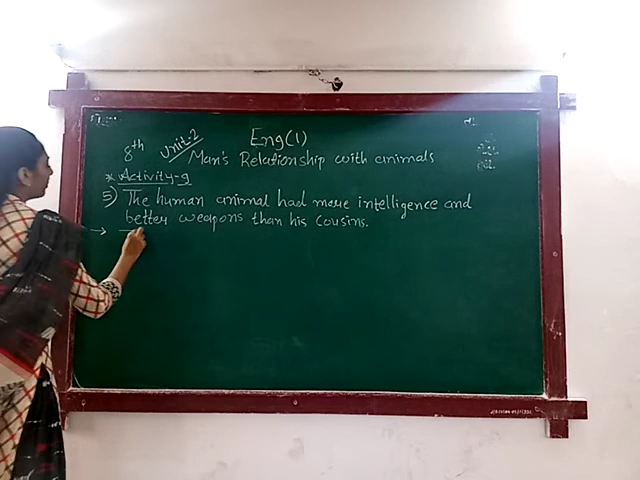 8th Unit-2 Eng(1)
Man's Relationship with animals
* Activity-9
5) The human animal had more intelligence and
better weapons than his cousins.
→